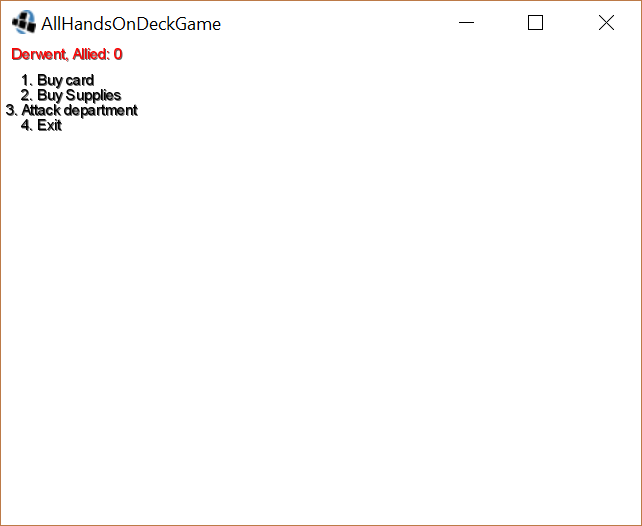 AllHandsOnDeckGame
Derwent, Allied: 0
1. Buy card
2. Buy Supplies
3. Attack department
4. Exit